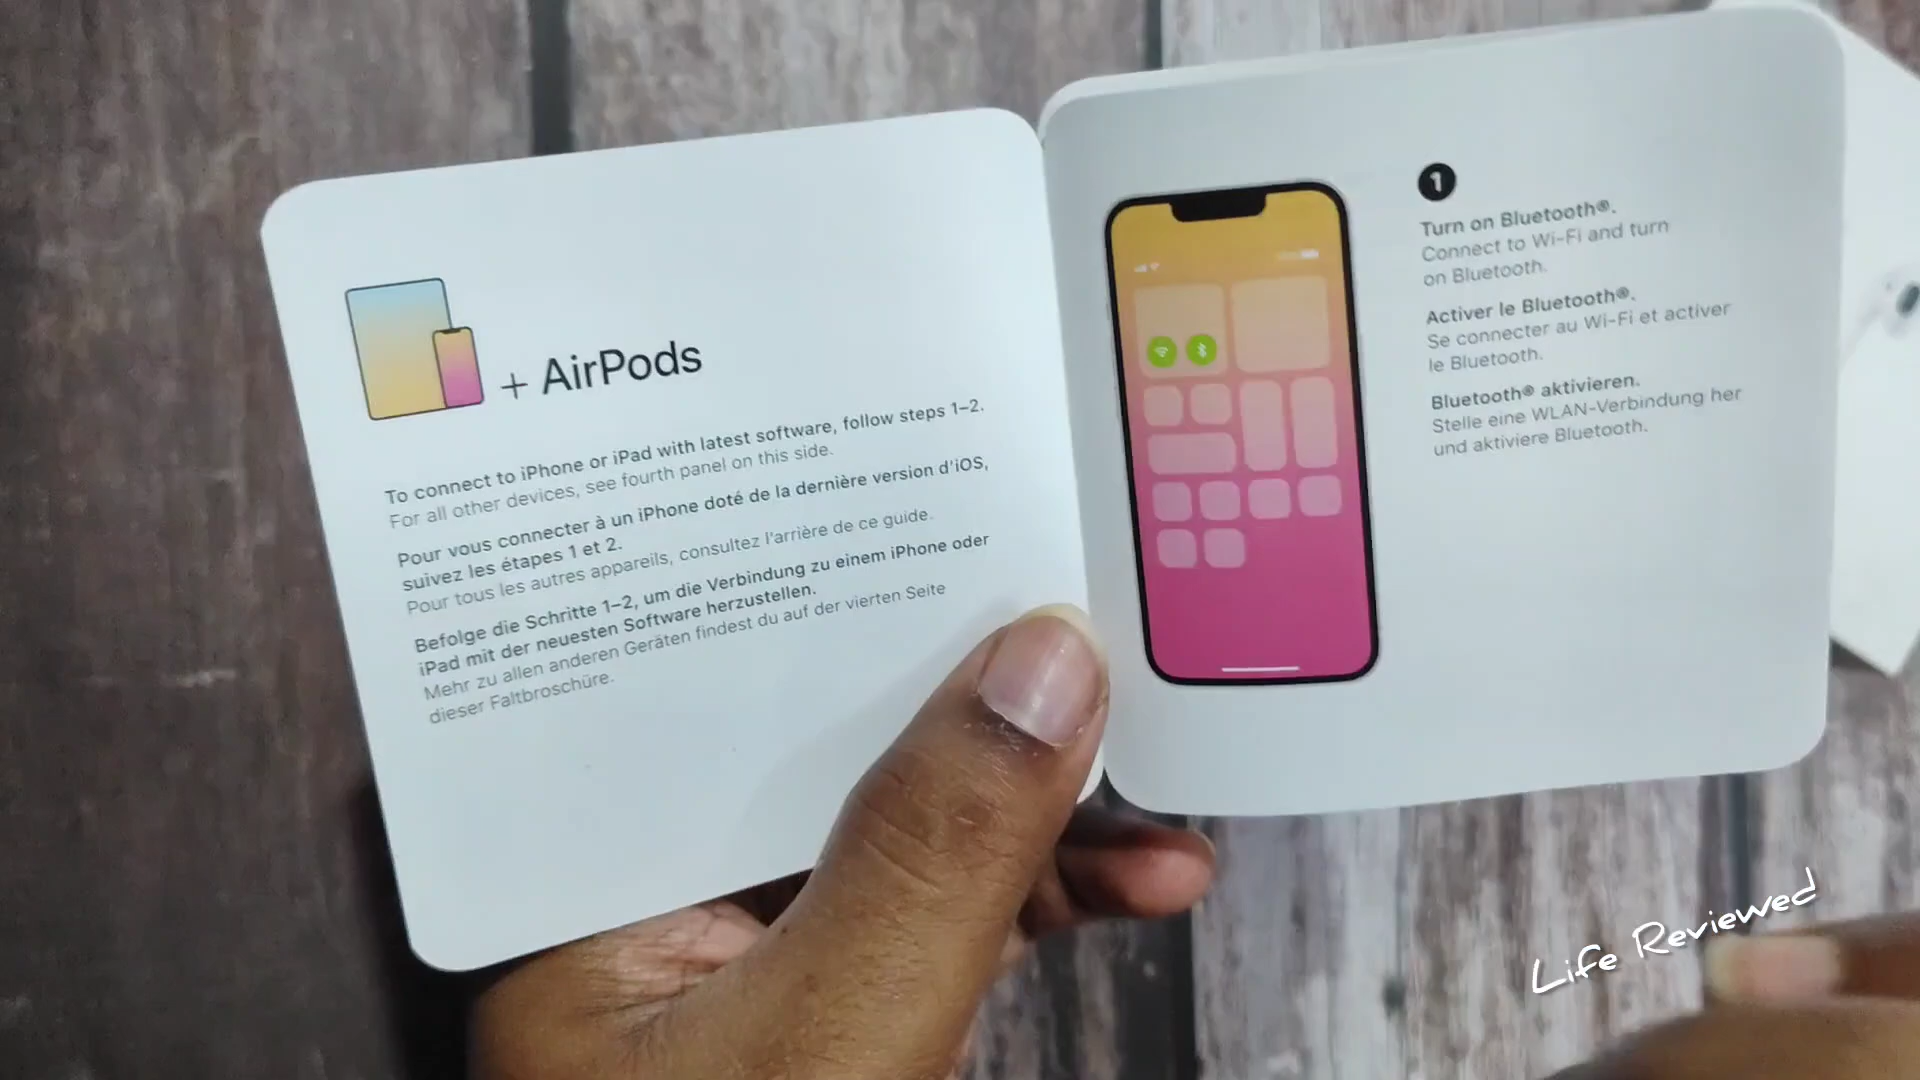 + AirPods
To connect to iPhone or iPad with latest software, follow steps 1–2.
For all other devices, see fourth panel on this side.
Pour vous connecter à un iPhone doté de la dernière version d'iOS,
suivez les étapes 1 et 2.
Pour tous les autres appareils, consultez l'arrière de ce guide.
Befolge die Schritte 1–2, um die Verbindung zu einem iPhone oder
iPad mit der neuesten Software herzustellen.
Mehr zu allen anderen Geräten findest du auf der vierten Seite
dieser Faltbroschüre.
1
Turn on Bluetooth®.
Connect to Wi-Fi and turn
on Bluetooth.
Activer le Bluetooth®.
Se connecter au Wi-Fi et activer
le Bluetooth.
Bluetooth® aktivieren.
Stelle eine WLAN-Verbindung her
und aktiviere Bluetooth.
Life Reviewed